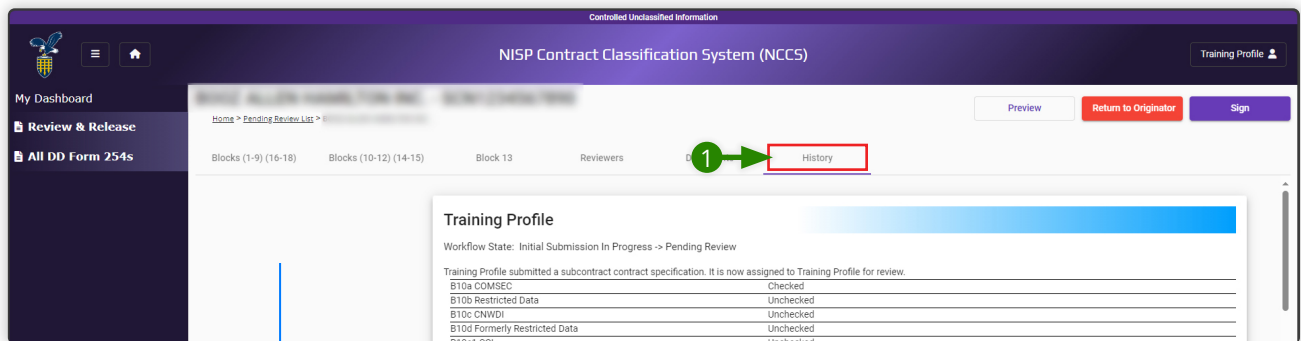 Controlled Unclassified Information
NISP Contract Classification System (NCCS)
Training Profile
My Dashboard
Review & Release
All DD Form 254s
Home > Pending Review List >
Preview
Return to Originator
Sign
Blocks (1-9) (16-18)
Blocks (10-12) (14-15)
Block 13
Reviewers
1
History
Training Profile
Workflow State: Initial Submission In Progress -> Pending Review
Training Profile submitted a subcontract contract specification. It is now assigned to Training Profile for review.
B10a COMSEC Checked
B10b Restricted Data Unchecked
B10c CNWDI Unchecked
B10d Formerly Restricted Data Unchecked